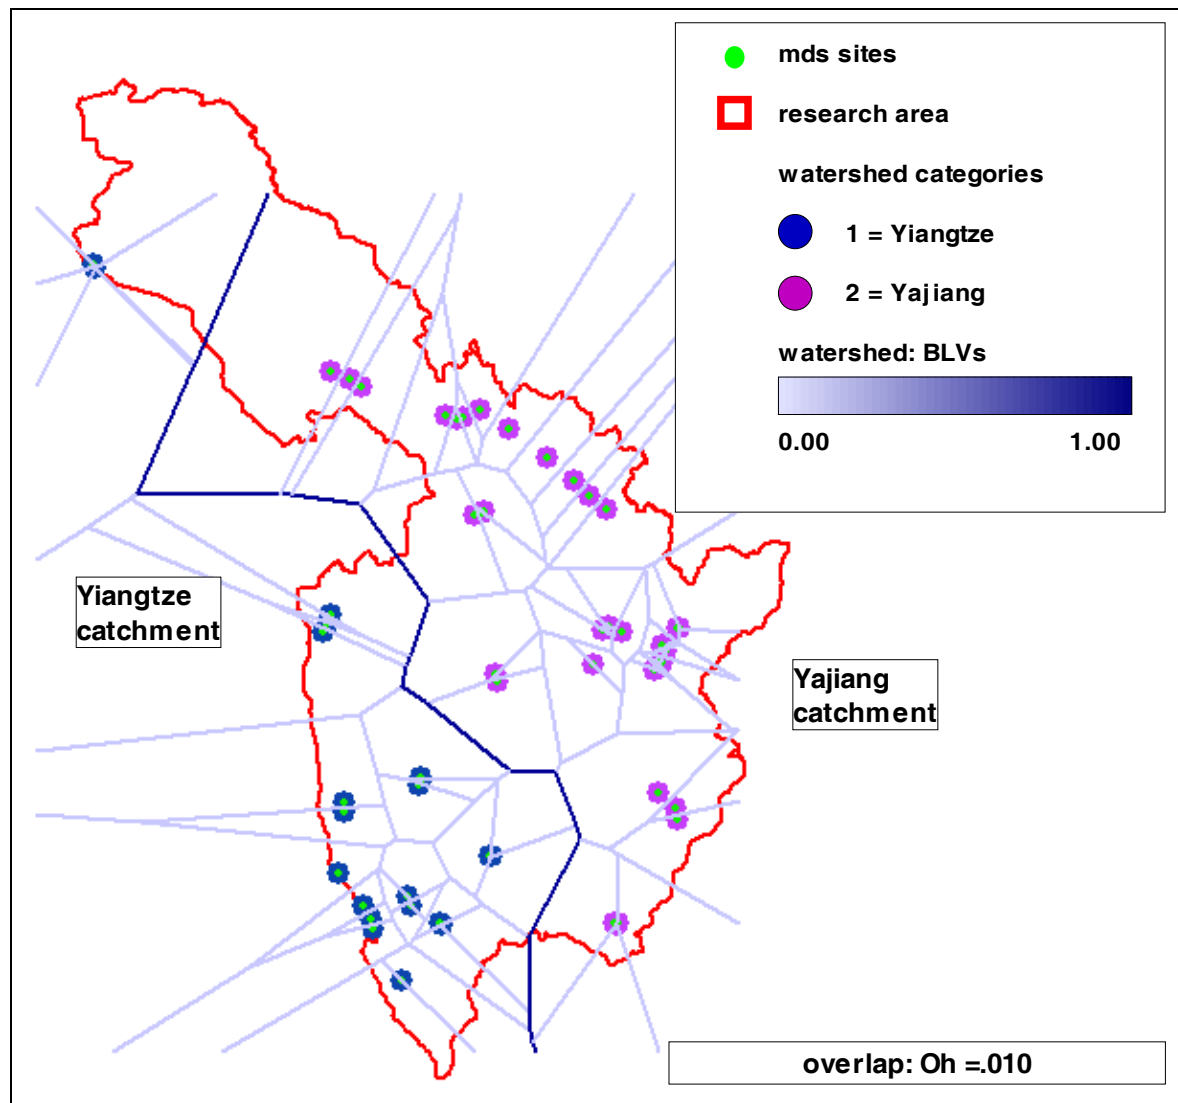 mds sites
research area
watershed categories
1 = Yiangtze
2 = Yajiang
watershed: BLVs
0.00 1.00
Yiangtze
catchment
Yajiang
catchment
overlap: Oh =.010